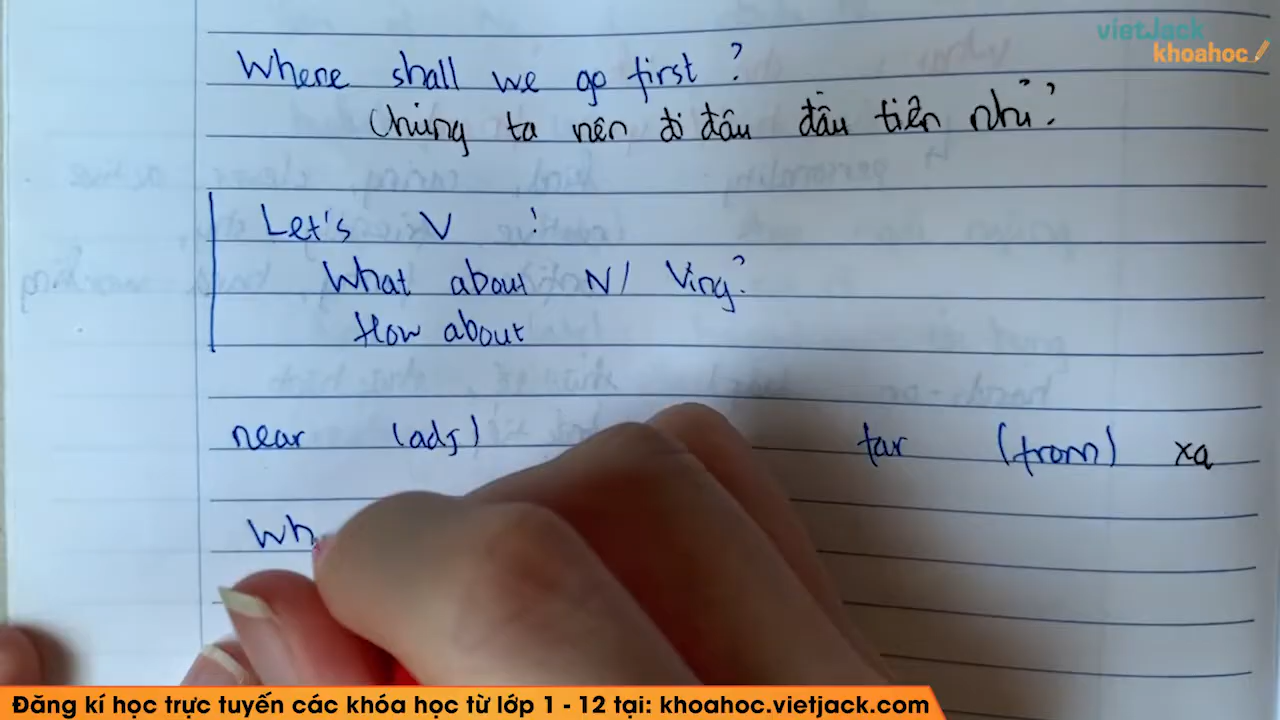 vietJack
khoahoc
Where shall we go first?
Chúng ta nên đi đâu đầu tiên nhỉ?
Let's V !
What about N/ Ving?
How about
near (adj) far (from) xa
Wh
Đăng kí học trực tuyến các khóa học từ lớp 1 - 12 tại: khoahoc.vietjack.com